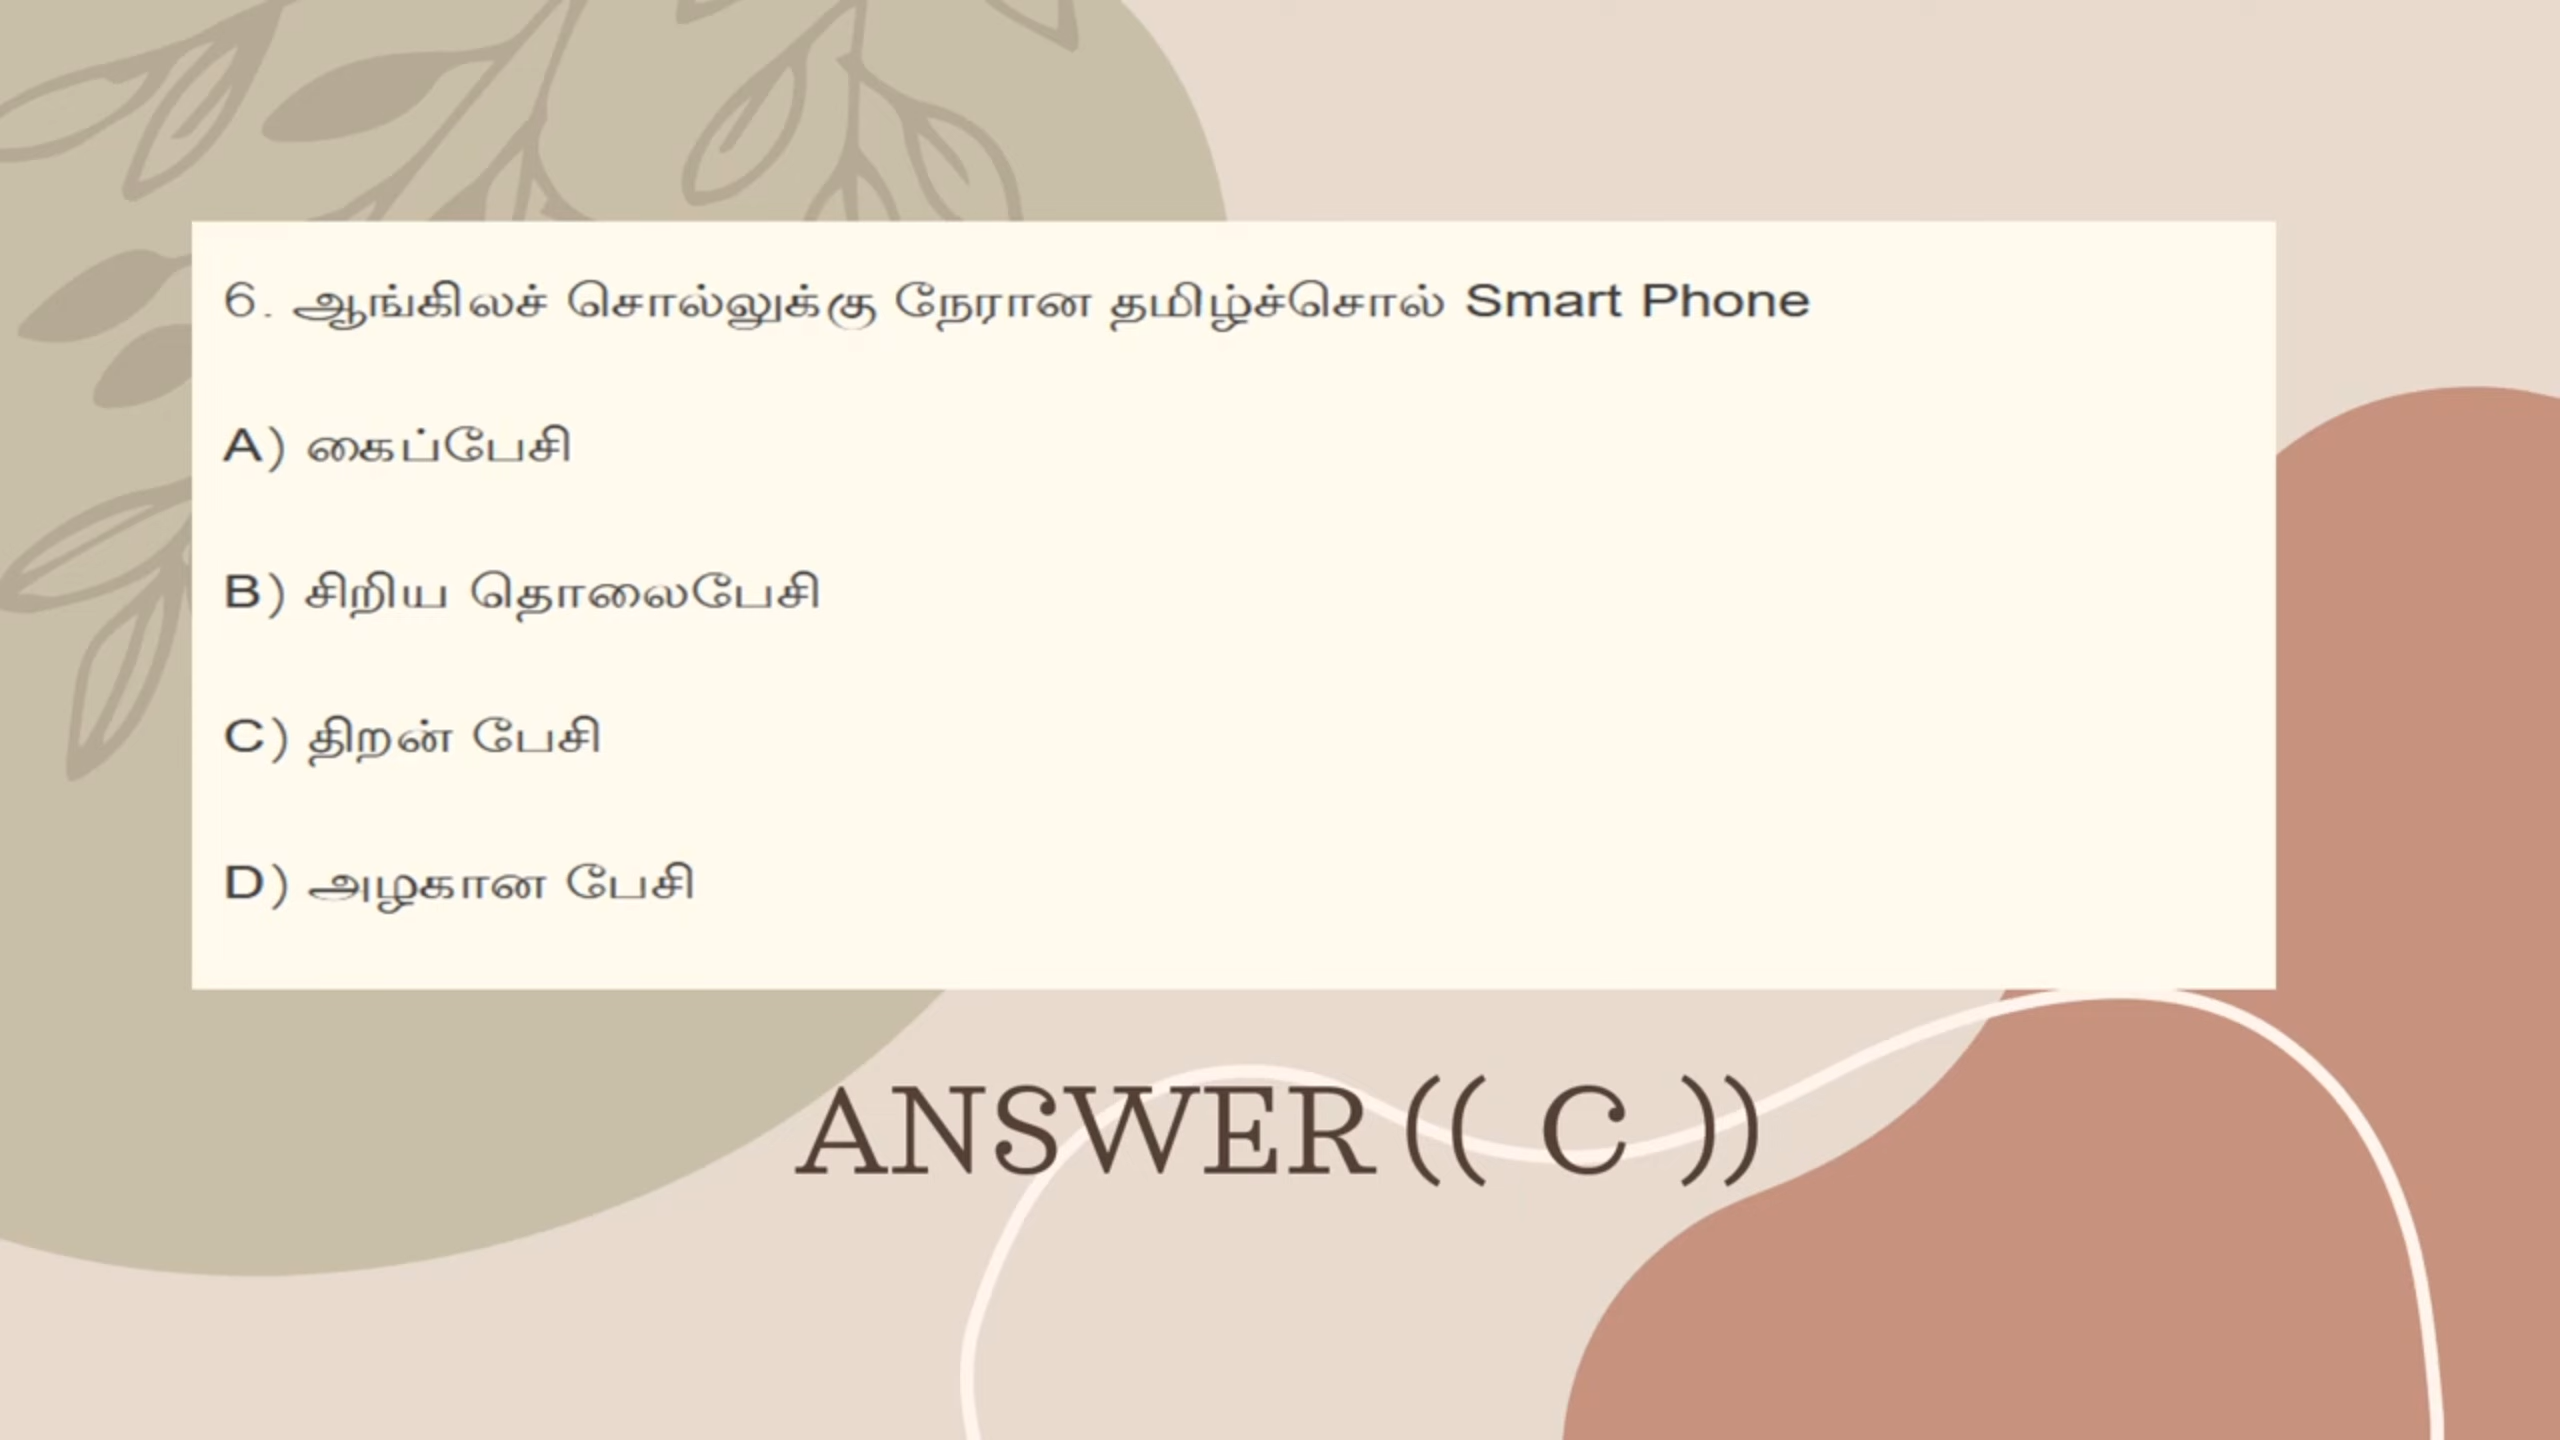 6. ஆங்கிலச் சொல்லுக்கு நேரான தமிழ்ச்சொல் Smart Phone
A) கைப்பேசி
B) சிறிய தொலைபேசி
C) திறன் பேசி
D) அழகான பேசி
ANSWER (( C ))